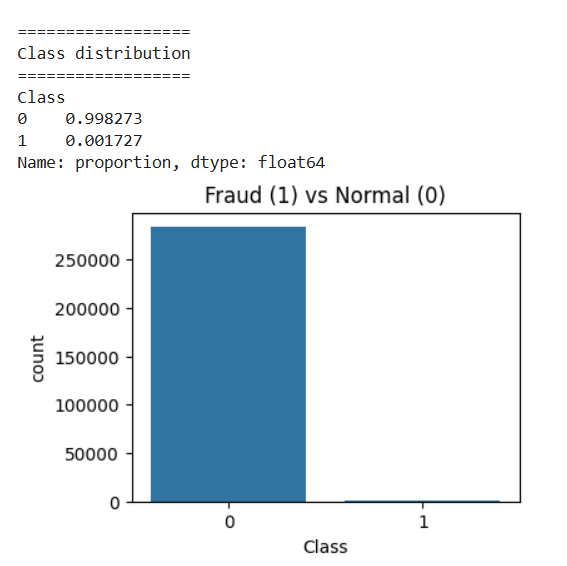 ==================
Class distribution
==================
Class
0    0.998273
1    0.001727
Name: proportion, dtype: float64
Fraud (1) vs Normal (0)
250000
200000
150000
100000
50000
0
count
0 1
Class